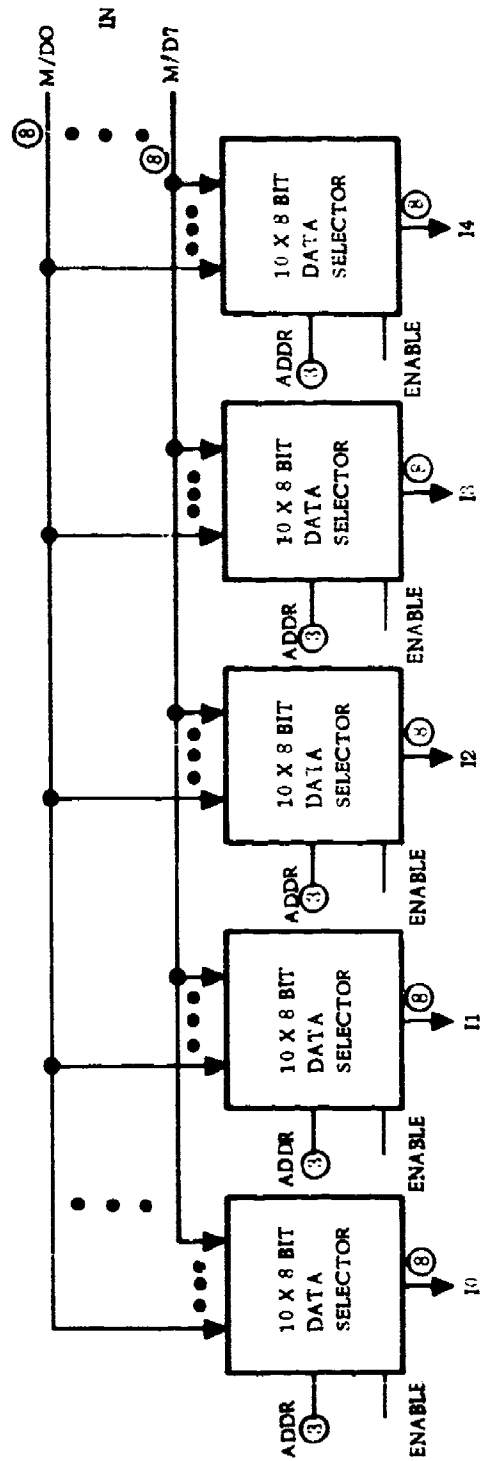 M/D0
8
IN
M/D7
8
10 X 8 BIT
DATA
SELECTOR
ADDR
3
ENABLE
8
I0
10 X 8 BIT
DATA
SELECTOR
ADDR
3
ENABLE
8
I1
10 X 8 BIT
DATA
SELECTOR
ADDR
3
ENABLE
8
I2
10 X 8 BIT
DATA
SELECTOR
ADDR
3
ENABLE
8
I3
10 X 8 BIT
DATA
SELECTOR
ADDR
3
ENABLE
8
I4